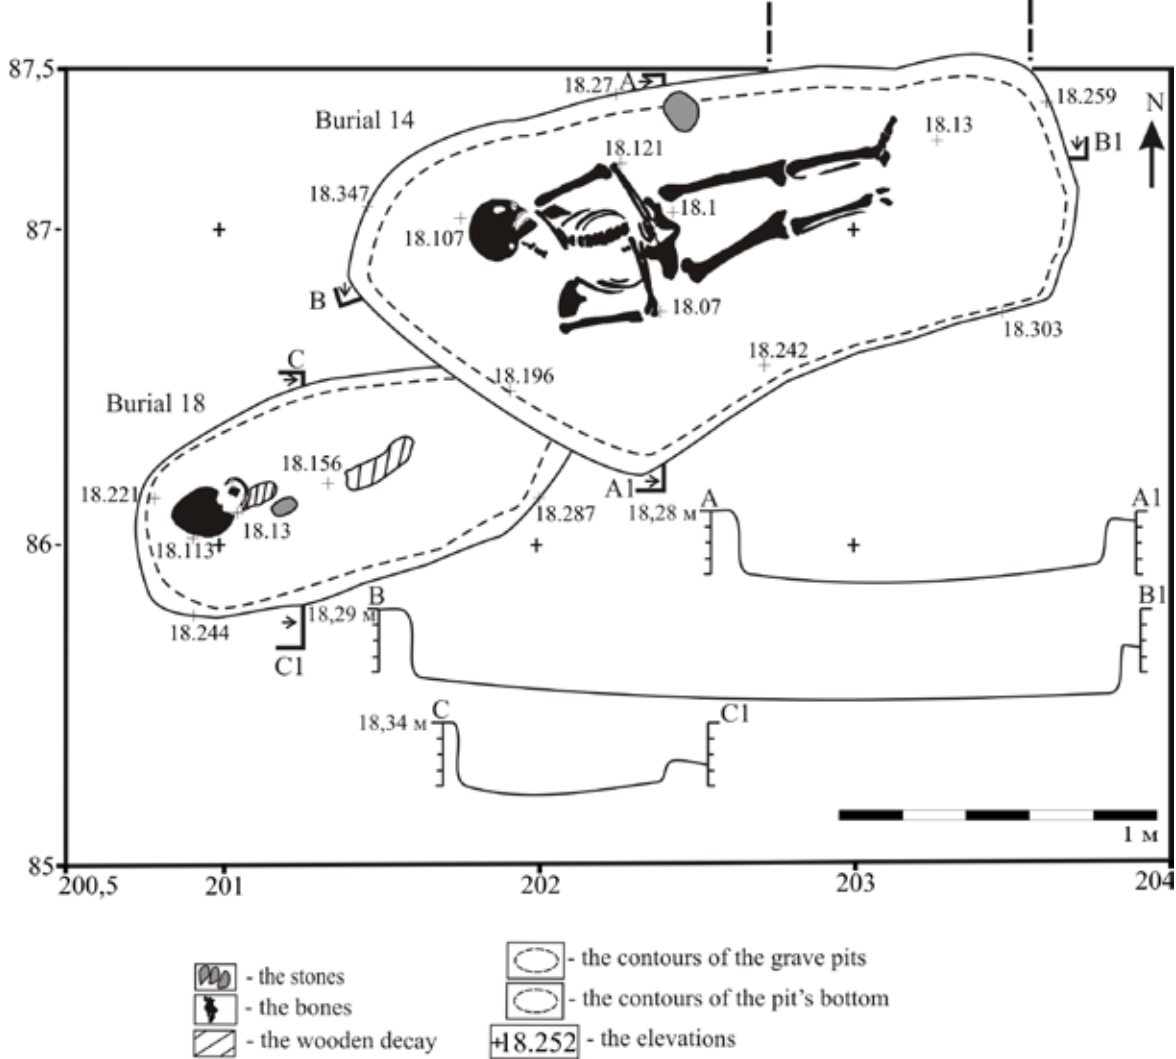 87,5
18.27
A
18.259
N
Burial 14
18.13
B1
18.121
18.347
18.1
87
18.107
B
18.07
18.303
C
18.242
18.196
Burial 18
18.156
18.221
A1
18,28 м
A
A1
18.13
18.287
86
18.113
18,29 м
B
B1
18.244
C1
18,34 м
C
C1
1 м
85
200,5
201
202
203
204
- the stones
- the bones
- the wooden decay
- the contours of the grave pits
- the contours of the pit's bottom
+18.252 - the elevations